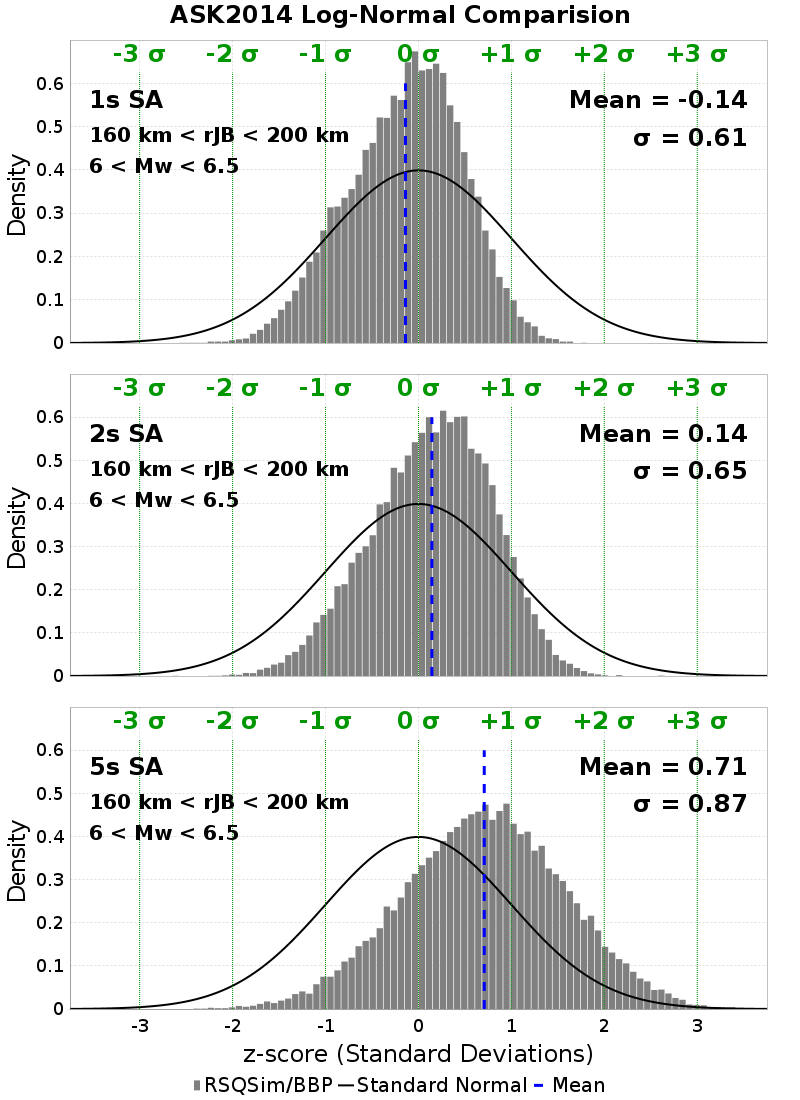 ASK2014 Log-Normal Comparision
-3 σ -2 σ -1 σ 0 σ +1 σ +2 σ +3 σ
1s SA
160 km < rJB < 200 km
6 < Mw < 6.5
Mean = -0.14
σ = 0.61
Density
0.6
0.5
0.4
0.3
0.2
0.1
0
-3 σ -2 σ -1 σ 0 σ +1 σ +2 σ +3 σ
2s SA
160 km < rJB < 200 km
6 < Mw < 6.5
Mean = 0.14
σ = 0.65
Density
0.6
0.5
0.4
0.3
0.2
0.1
0
-3 σ -2 σ -1 σ 0 σ +1 σ +2 σ +3 σ
5s SA
160 km < rJB < 200 km
6 < Mw < 6.5
Mean = 0.71
σ = 0.87
Density
0.6
0.5
0.4
0.3
0.2
0.1
0
-3 -2 -1 0 1 2 3
z-score (Standard Deviations)
RSQSim/BBP Standard Normal Mean